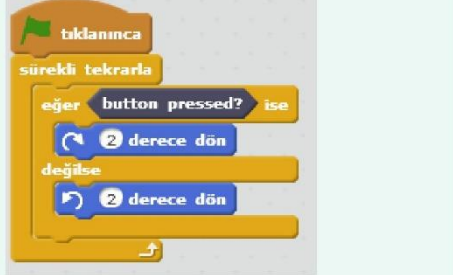 tıklanınca
sürekli tekrarla
eğer button pressed? ise
2 derece dön
değilse
2 derece dön